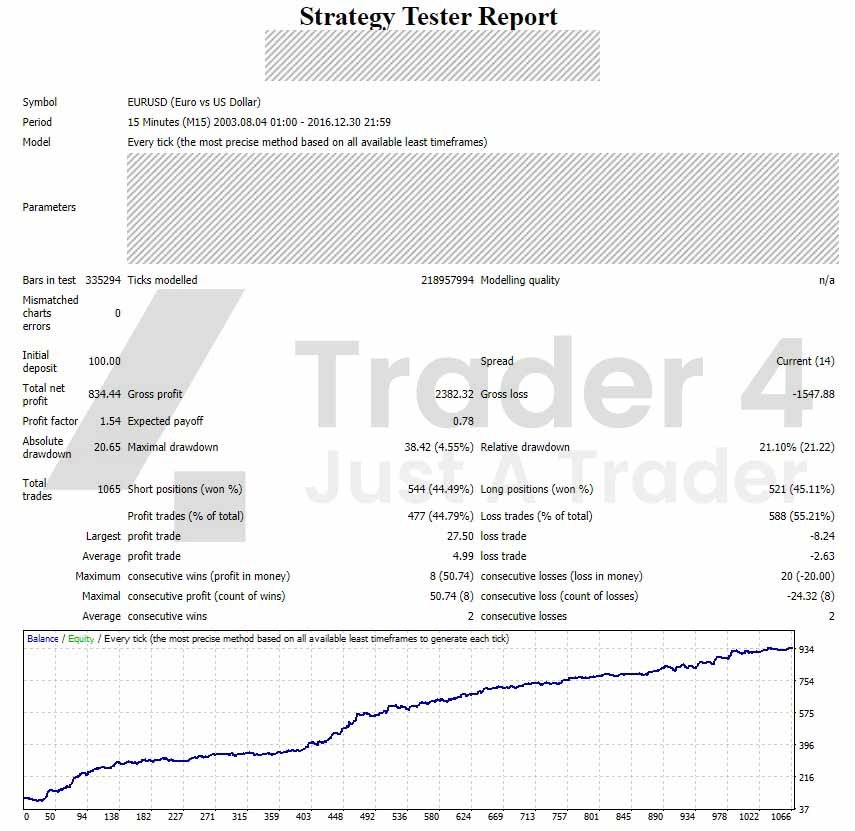 Strategy Tester Report
Symbol EURUSD (Euro vs US Dollar)
Period 15 Minutes (M15) 2003.08.04 01:00 - 2016.12.30 21:59
Model Every tick (the most precise method based on all available least timeframes)
Parameters
Bars in test 335294 Ticks modelled 218957994 Modelling quality n/a
Mismatched
charts 0
errors
Initial
deposit 100.00 Spread Current (14)
Total net
profit 834.44 Gross profit 2382.32 Gross loss -1547.88
Profit factor 1.54 Expected payoff 0.78
Absolute
drawdown 20.65 Maximal drawdown 38.42 (4.55%) Relative drawdown 21.10% (21.22)
Total
trades 1065 Short positions (won %) 544 (44.49%) Long positions (won %) 521 (45.11%)
Profit trades (% of total) 477 (44.79%) Loss trades (% of total) 588 (55.21%)
Largest profit trade 27.50 loss trade -8.24
Average profit trade 4.99 loss trade -2.63
Maximum consecutive wins (profit in money) 8 (50.74) consecutive losses (loss in money) 20 (-20.00)
Maximal consecutive profit (count of wins) 50.74 (8) consecutive loss (count of losses) -24.32 (8)
Average consecutive wins 2 consecutive losses 2
Trader 4
Just A Trader
Balance / Equity / Every tick (the most precise method based on all available least timeframes to generate each tick)
934
754
575
396
216
37
0 50 94 138 182 227 271 315 359 403 448 492 536 580 624 669 713 757 801 845 890 934 978 1022 1066